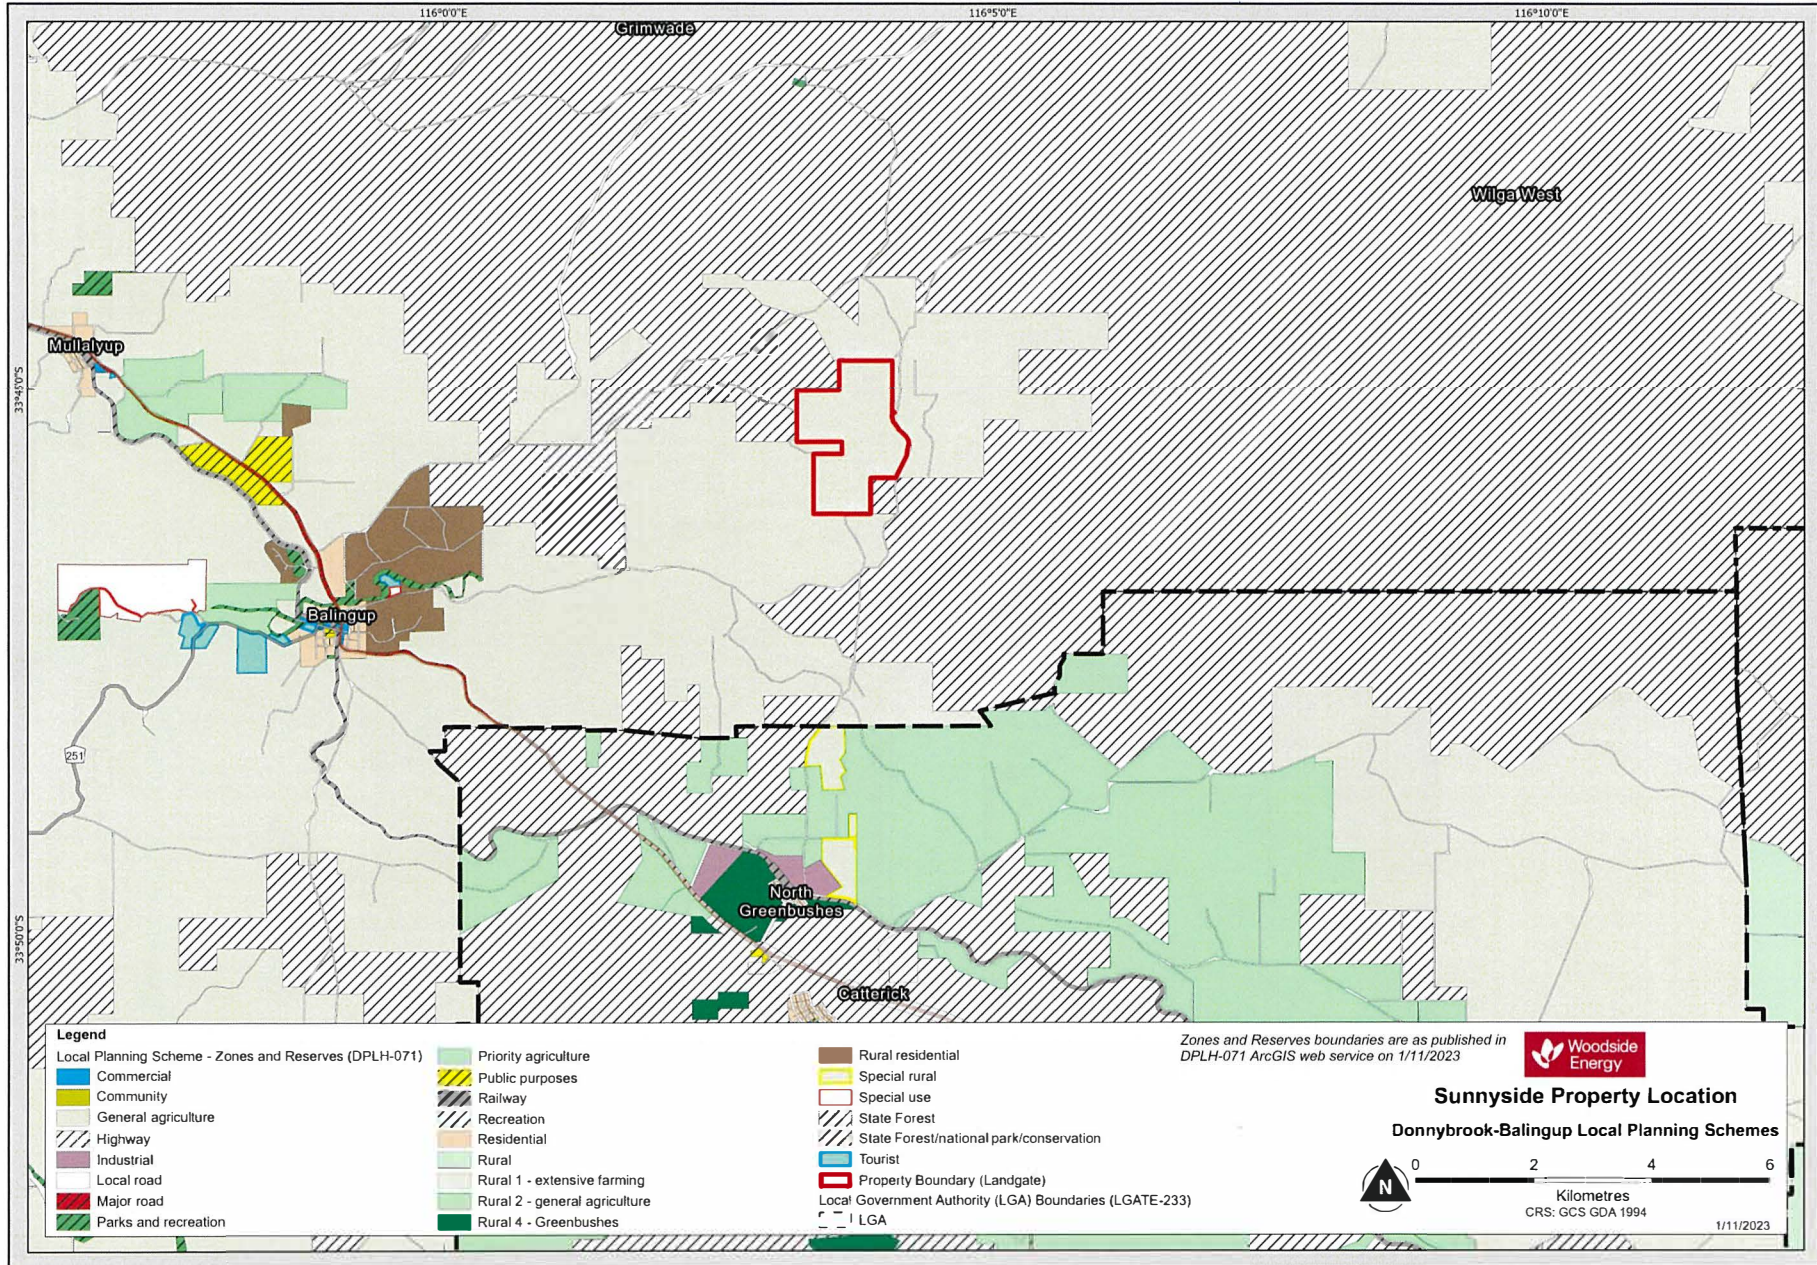 116°0'0"E
116°5'0"E
116°10'0"E
Grimwade
Wilga West
Mullalyup
33°45'0"S
Balingup
251
North
Greenbushes
33°50'0"S
Catterick
Legend
Local Planning Scheme - Zones and Reserves (DPLH-071)
Commercial
Community
General agriculture
Highway
Industrial
Local road
Major road
Parks and recreation
Priority agriculture
Public purposes
Railway
Recreation
Residential
Rural
Rural 1 - extensive farming
Rural 2 - general agriculture
Rural 4 - Greenbushes
Rural residential
Special rural
Special use
State Forest
State Forest/national park/conservation
Tourist
Property Boundary (Landgate)
Local Government Authority (LGA) Boundaries (LGATE-233)
LGA
Zones and Reserves boundaries are as published in
DPLH-071 ArcGIS web service on 1/11/2023
Woodside
Energy
Sunnyside Property Location
Donnybrook-Balingup Local Planning Schemes
N
0 2 4 6
Kilometres
CRS: GCS GDA 1994
1/11/2023